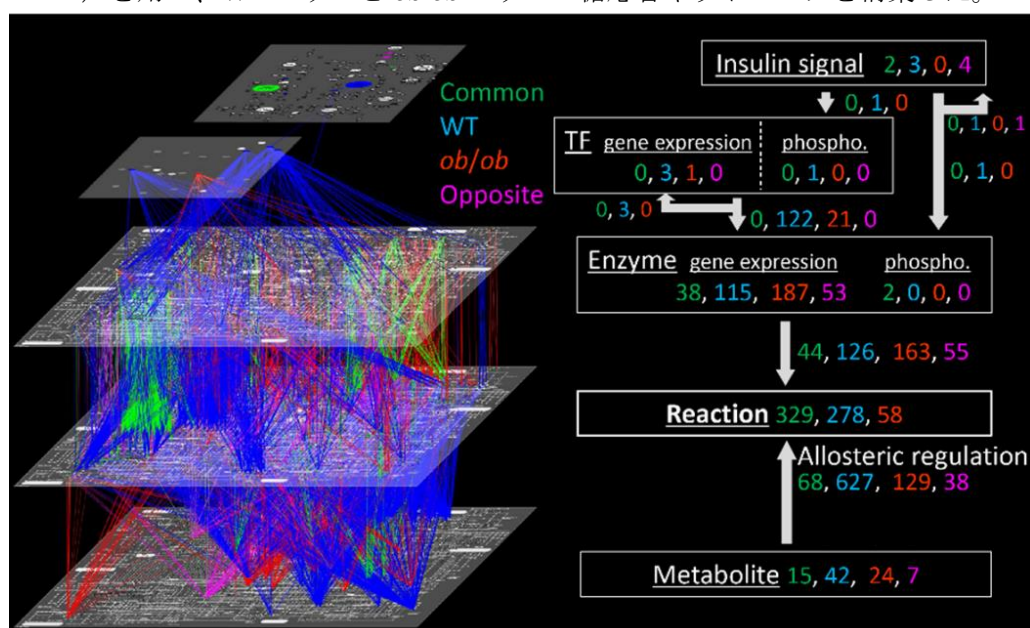 Common
WT
ob/ob
Opposite
Insulin signal 2, 3, 0, 4
0, 1, 0
0, 1, 0, 1
0, 1, 0
TF gene expression phospho.
0, 3, 1, 0 0, 1, 0, 0
0, 3, 0
0, 122, 21, 0
Enzyme gene expression phospho.
38, 115, 187, 53 2, 0, 0, 0
44, 126, 163, 55
Reaction 329, 278, 58
Allosteric regulation
68, 627, 129, 38
Metabolite 15, 42, 24, 7